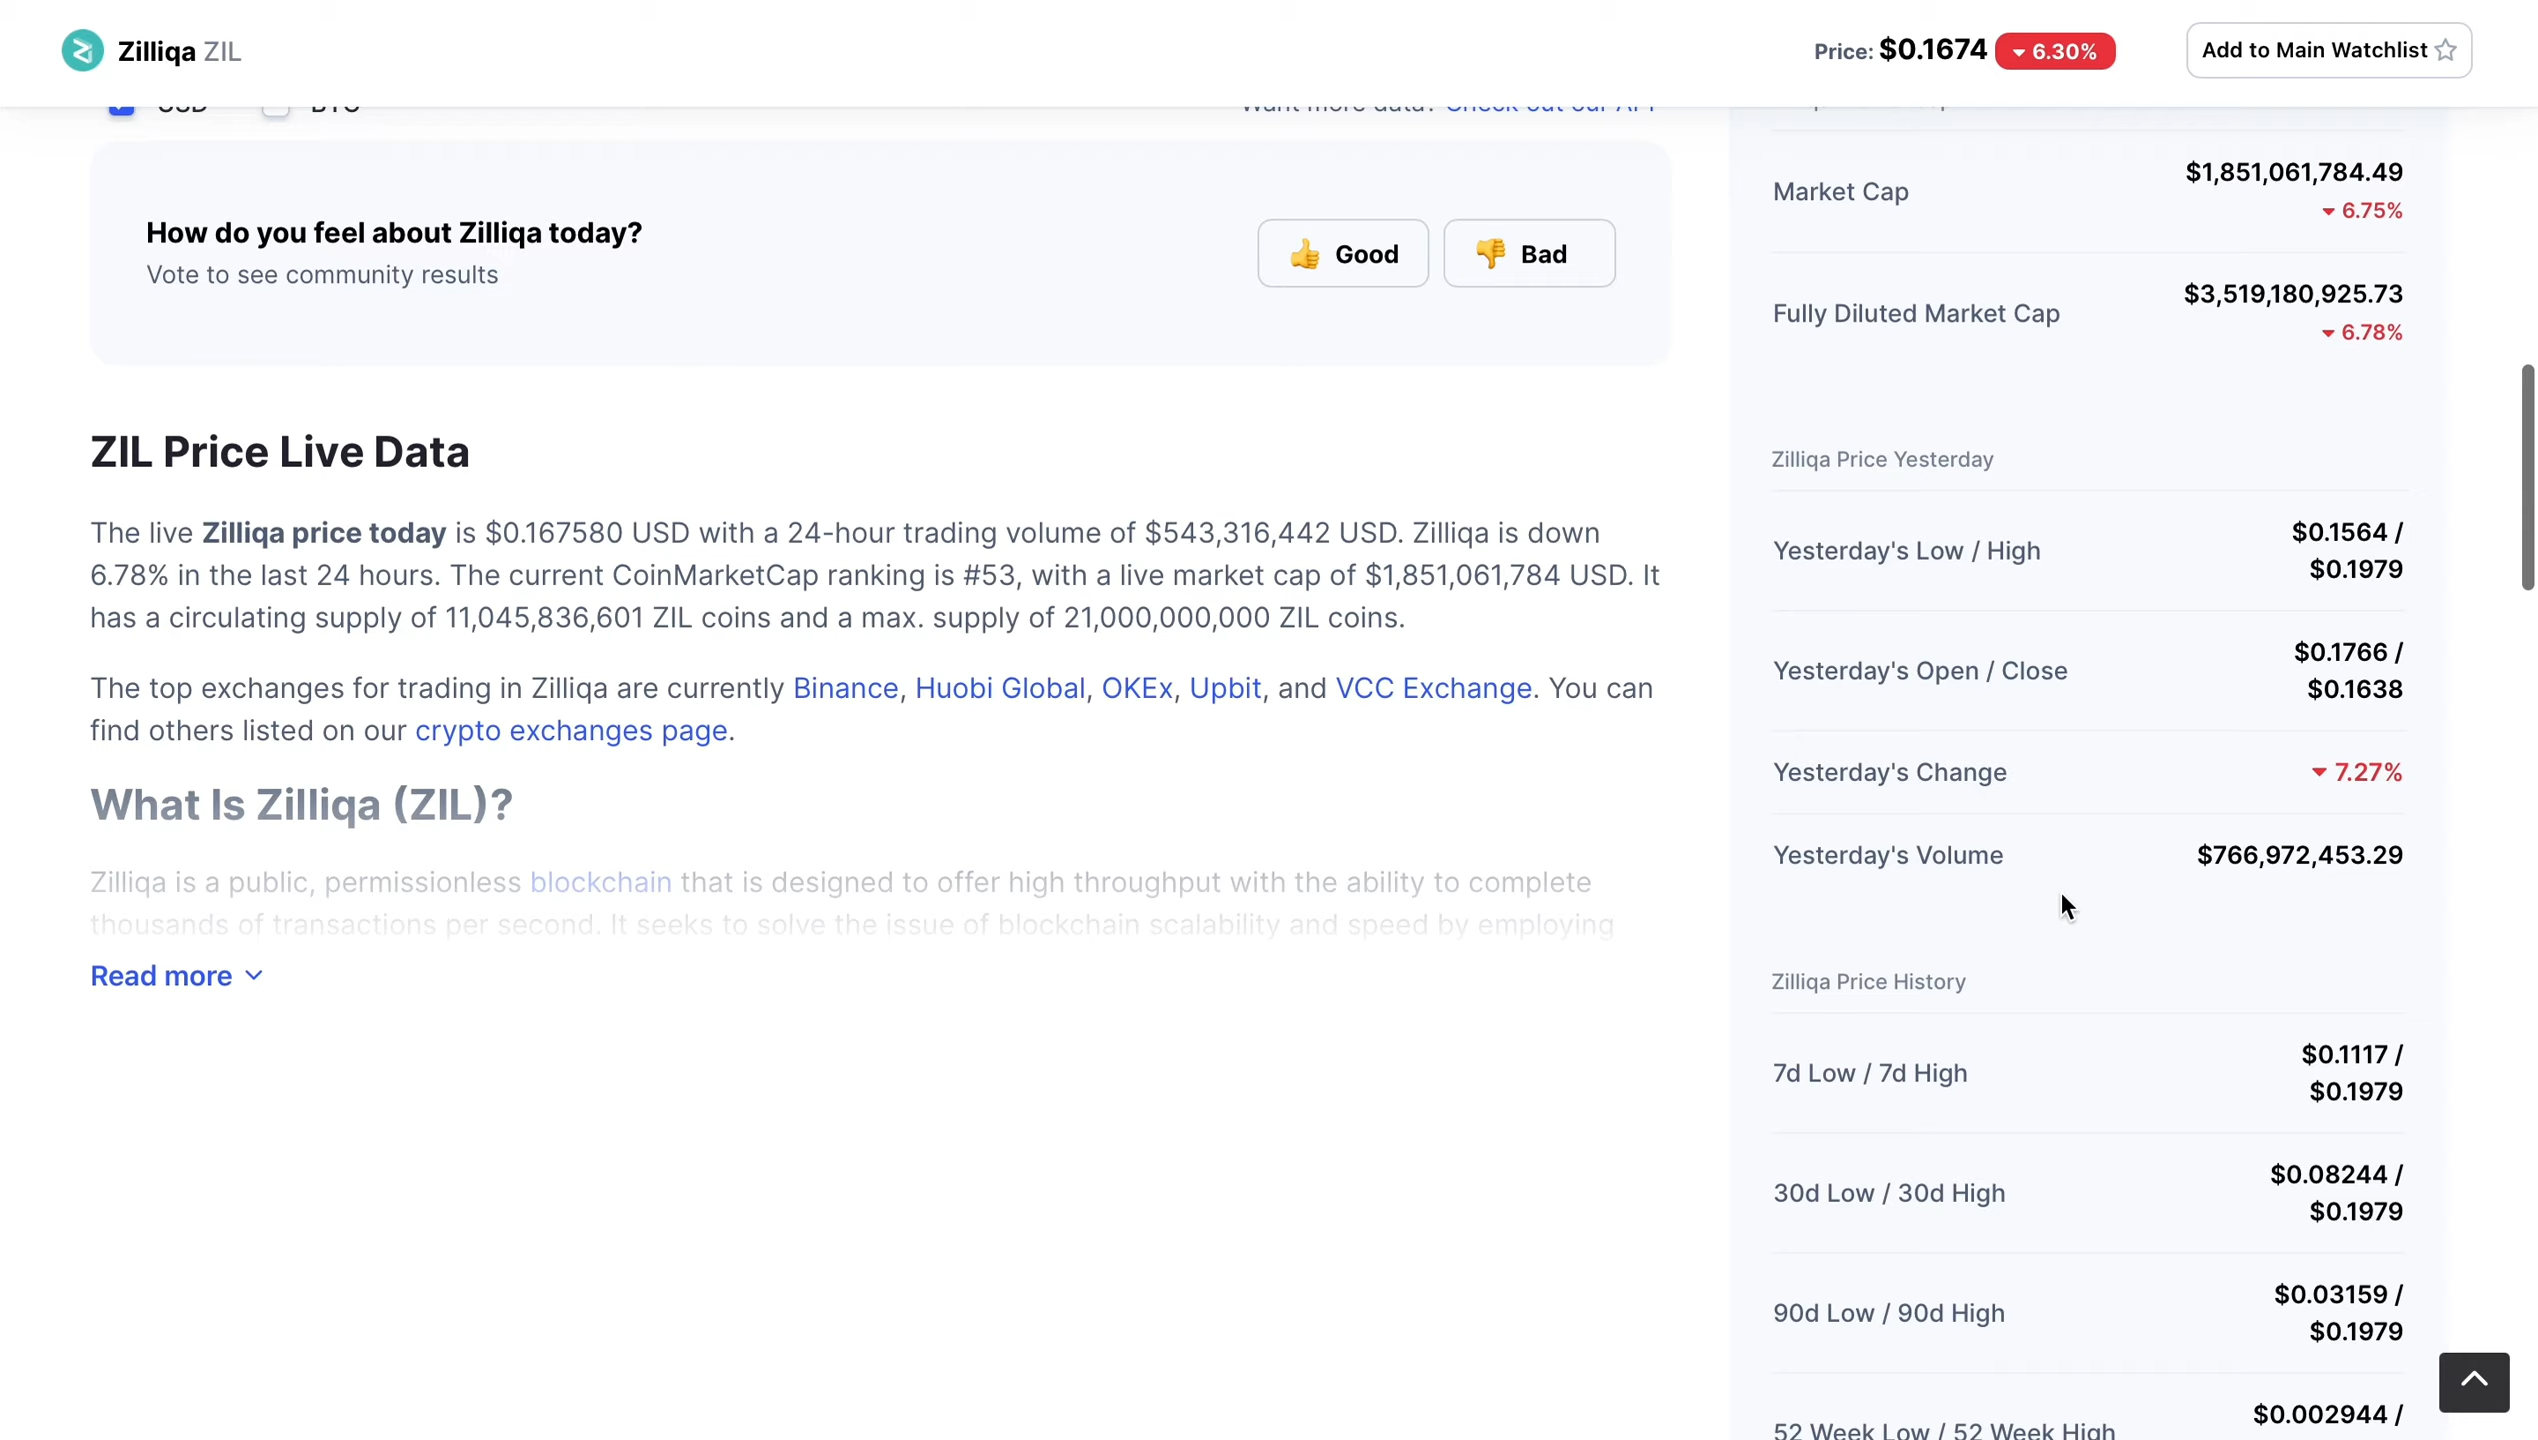 Zilliqa ZIL
Price: $0.1674 6.30%
Add to Main Watchlist
USD BTC
Want more data? Check out our API
How do you feel about Zilliqa today?
Vote to see community results
Good
Bad
ZIL Price Live Data
The live Zilliqa price today is $0.167580 USD with a 24-hour trading volume of $543,316,442 USD. Zilliqa is down
6.78% in the last 24 hours. The current CoinMarketCap ranking is #53, with a live market cap of $1,851,061,784 USD. It
has a circulating supply of 11,045,836,601 ZIL coins and a max. supply of 21,000,000,000 ZIL coins.
The top exchanges for trading in Zilliqa are currently Binance, Huobi Global, OKEx, Upbit, and VCC Exchange. You can
find others listed on our crypto exchanges page.
What Is Zilliqa (ZIL)?
Zilliqa is a public, permissionless blockchain that is designed to offer high throughput with the ability to complete
thousands of transactions per second. It seeks to solve the issue of blockchain scalability and speed by employing
Read more
Market Cap
$1,851,061,784.49
6.75%
Fully Diluted Market Cap
$3,519,180,925.73
6.78%
Zilliqa Price Yesterday
Yesterday's Low / High
$0.1564 /
$0.1979
Yesterday's Open / Close
$0.1766 /
$0.1638
Yesterday's Change
7.27%
Yesterday's Volume
$766,972,453.29
Zilliqa Price History
7d Low / 7d High
$0.1117 /
$0.1979
30d Low / 30d High
$0.08244 /
$0.1979
90d Low / 90d High
$0.03159 /
$0.1979
52 Week Low / 52 Week High
$0.002944 /